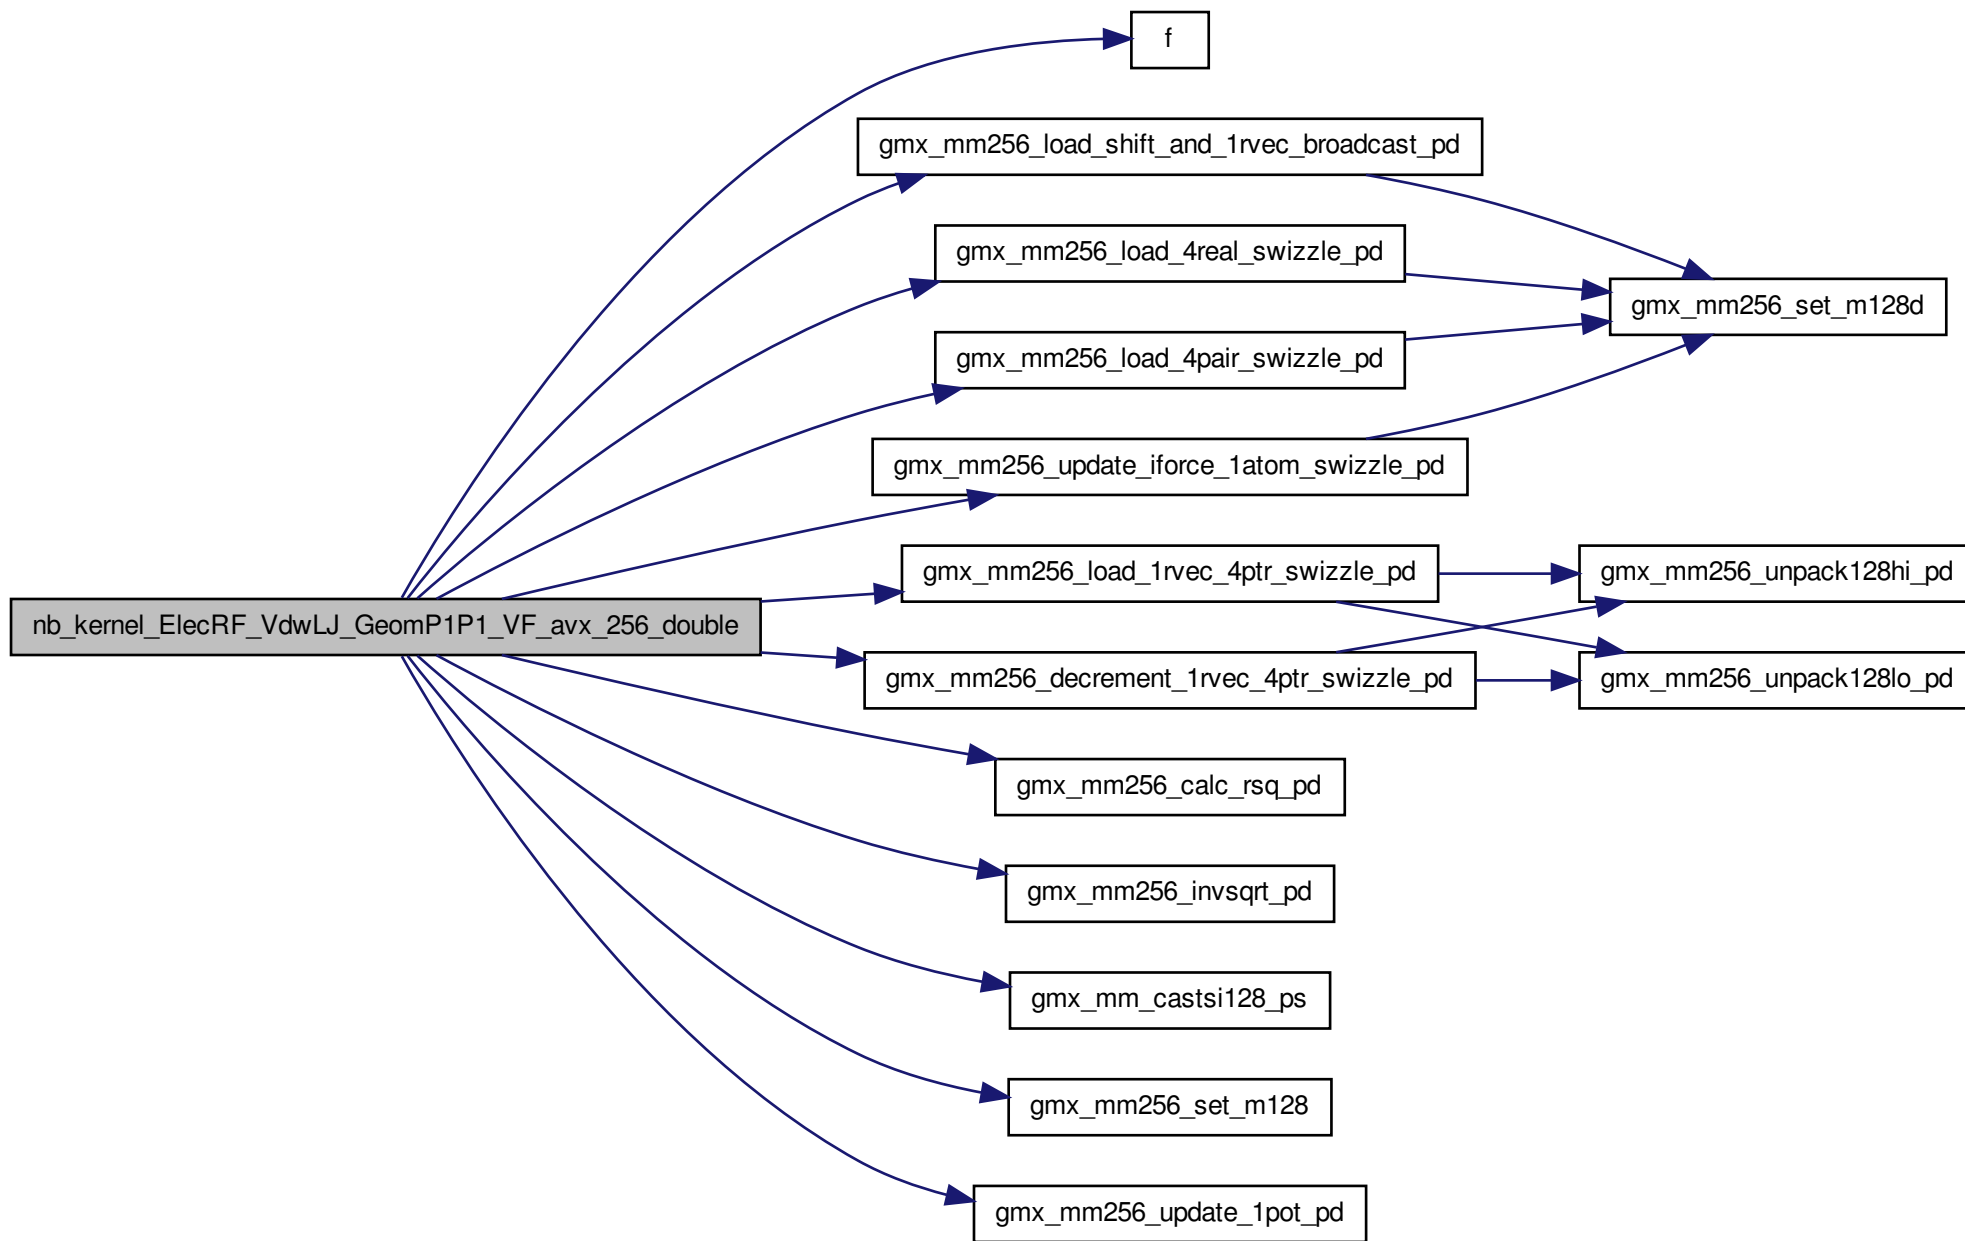 f
gmx_mm256_load_shift_and_1rvec_broadcast_pd
gmx_mm256_load_4real_swizzle_pd
gmx_mm256_set_m128d
gmx_mm256_load_4pair_swizzle_pd
gmx_mm256_update_iforce_1atom_swizzle_pd
gmx_mm256_load_1rvec_4ptr_swizzle_pd
gmx_mm256_unpack128hi_pd
nb_kernel_ElecRF_VdwLJ_GeomP1P1_VF_avx_256_double
gmx_mm256_decrement_1rvec_4ptr_swizzle_pd
gmx_mm256_unpack128lo_pd
gmx_mm256_calc_rsq_pd
gmx_mm256_invsqrt_pd
gmx_mm_castsi128_ps
gmx_mm256_set_m128
gmx_mm256_update_1pot_pd